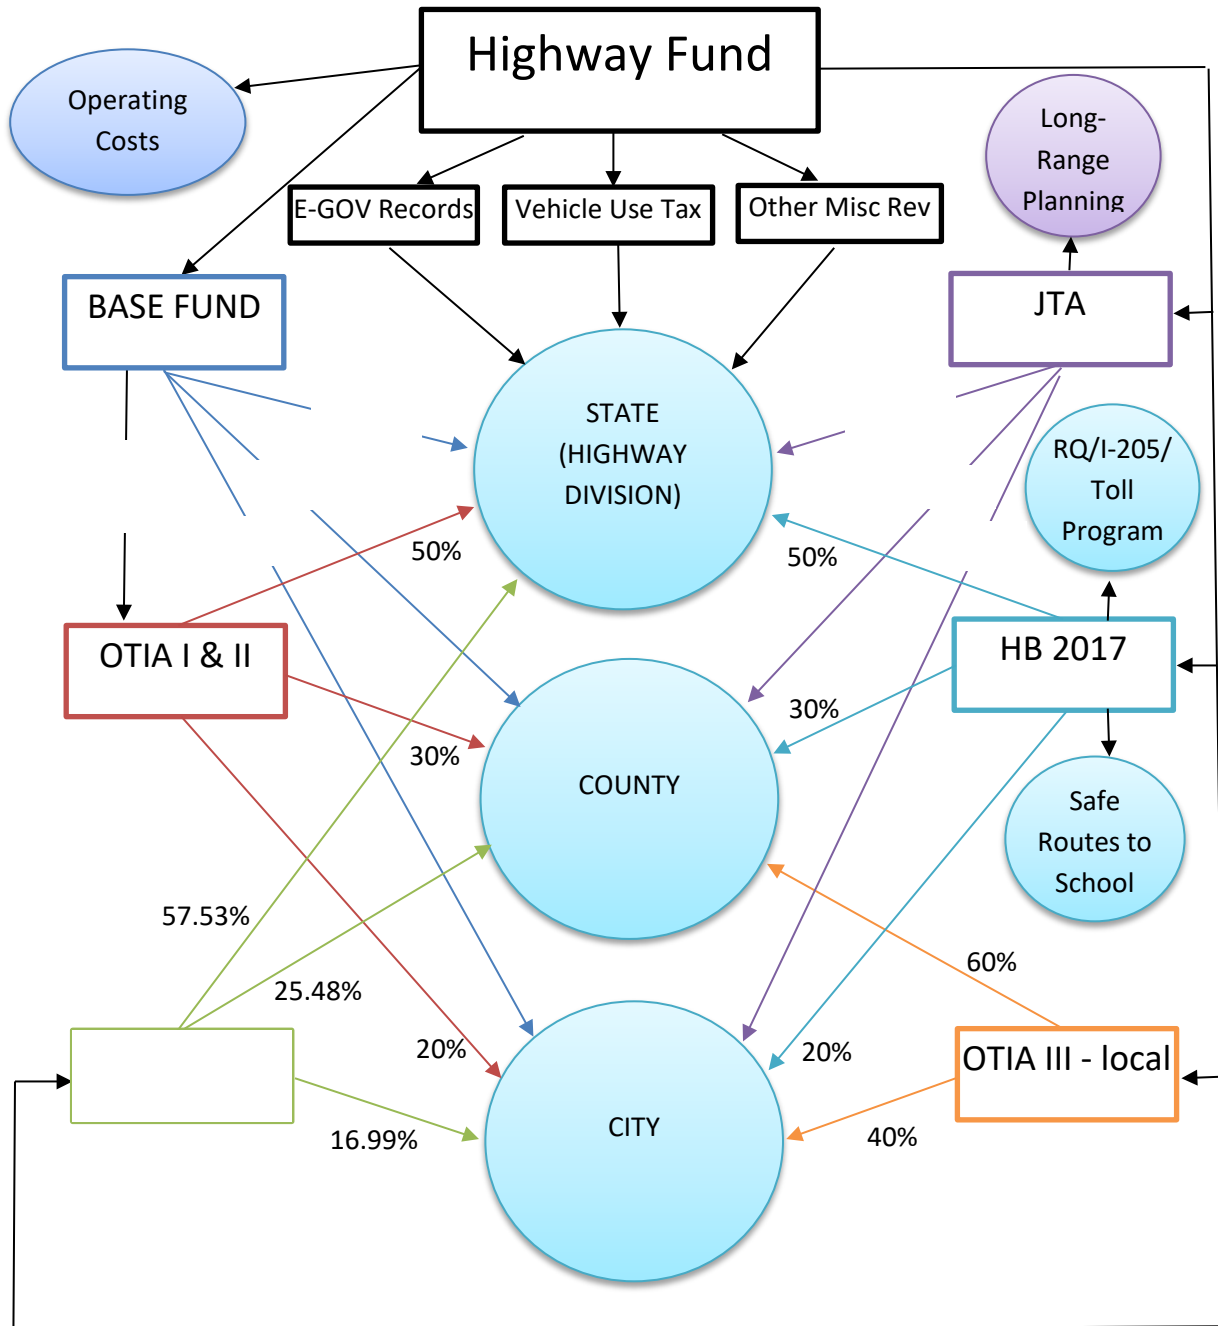 Highway Fund
Operating
Costs
Long-
Range
Planning
E-GOV Records
Vehicle Use Tax
Other Misc Rev
BASE FUND
JTA
STATE
(HIGHWAY
DIVISION)
RQ/I-205/
Toll
Program
50%
50%
OTIA I & II
HB 2017
30%
30%
COUNTY
Safe
Routes to
School
57.53%
25.48%
60%
20%
20%
OTIA III - local
CITY
16.99%
40%